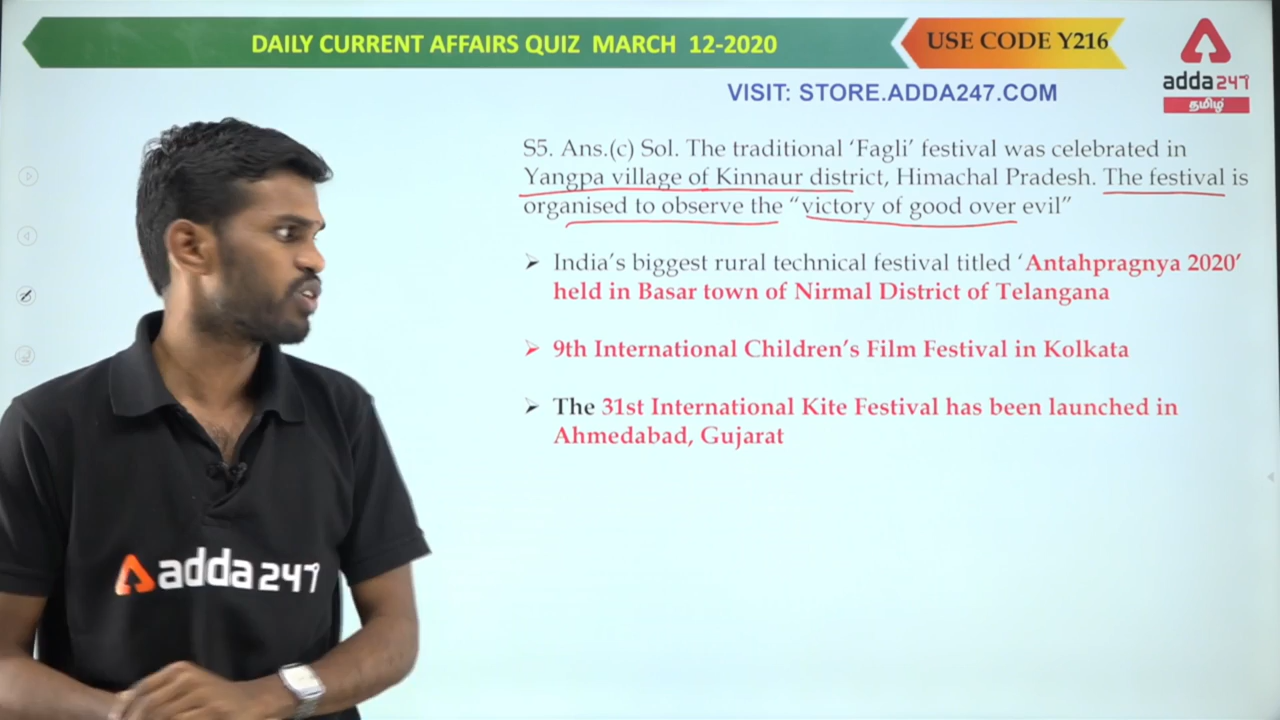 DAILY CURRENT AFFAIRS QUIZ MARCH 12-2020
USE CODE Y216
adda247
தமிழ்
VISIT: STORE.ADDA247.COM
S5. Ans.(c) Sol. The traditional ‘Fagli’ festival was celebrated in
Yangpa village of Kinnaur district, Himachal Pradesh. The festival is
organised to observe the “victory of good over evil”
➢ India’s biggest rural technical festival titled ‘Antahpragnya 2020’
held in Basar town of Nirmal District of Telangana
➢ 9th International Children’s Film Festival in Kolkata
➢ The 31st International Kite Festival has been launched in
Ahmedabad, Gujarat
adda247